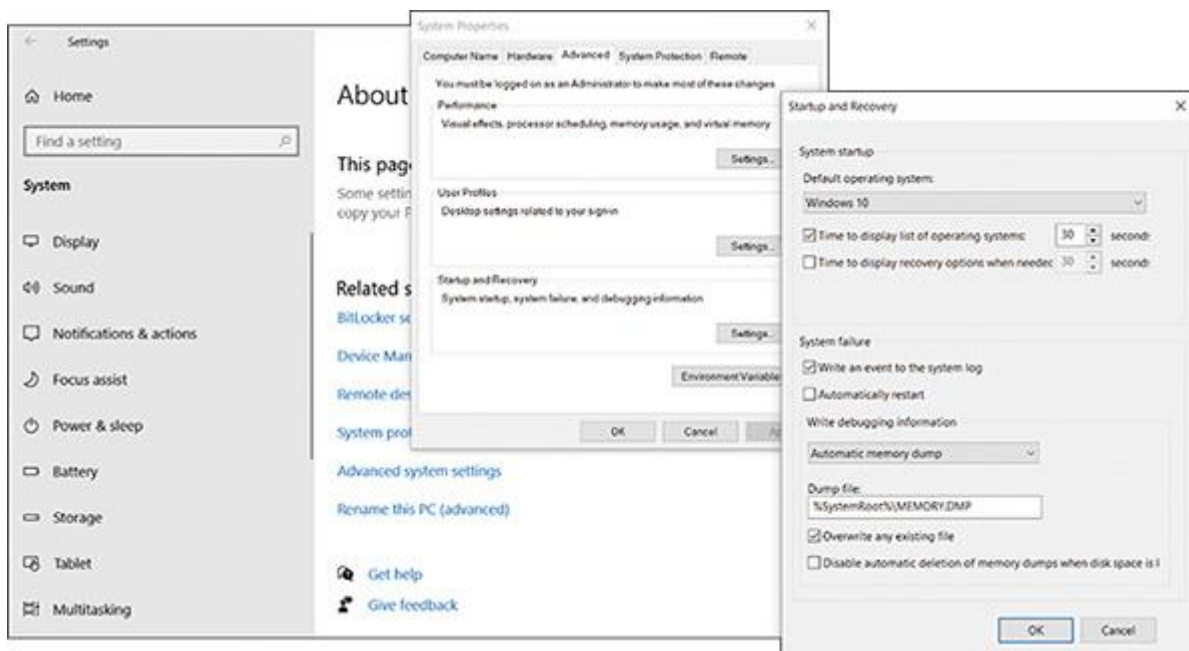 Settings
Home
Find a setting
System
Display
Sound
Notifications & actions
Focus assist
Power & sleep
Battery
Storage
Tablet
Multitasking
About
This pag
Some settin
copy your P
Related s
BitLocker se
Device Man
Remote des
System prot
Advanced system settings
Rename this PC (advanced)
Get help
Give feedback
System Properties
Computer Name Hardware Advanced System Protection Remote
You must be logged on as an Administrator to make most of these changes
Performance
Visual effects, processor scheduling, memory usage, and virtual memory
Settings...
User Profiles
Desktop settings related to your sign-in
Settings...
Startup and Recovery
System startup, system failure, and debugging information
Settings...
Environment Variable
OK Cancel
Startup and Recovery
System startup
Default operating system:
Windows 10
Time to display list of operating systems: 30 second:
Time to display recovery options when needed 30 second:
System failure
Write an event to the system log
Automatically restart
Write debugging information
Automatic memory dump
Dump file:
%SystemRoot%\MEMORY.DMP
Overwrite any existing file
Disable automatic deletion of memory dumps when disk space is l
OK Cancel